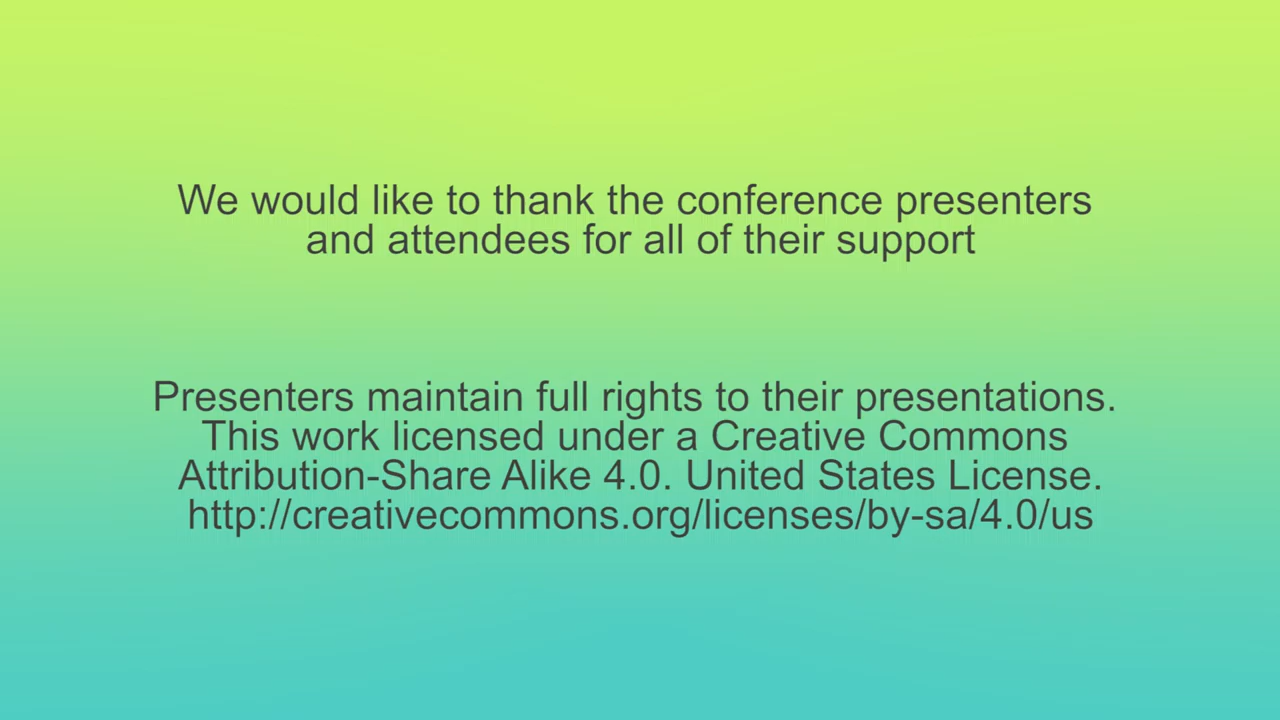 We would like to thank the conference presenters
and attendees for all of their support
Presenters maintain full rights to their presentations.
This work licensed under a Creative Commons
Attribution-Share Alike 4.0. United States License.
http://creativecommons.org/licenses/by-sa/4.0/us